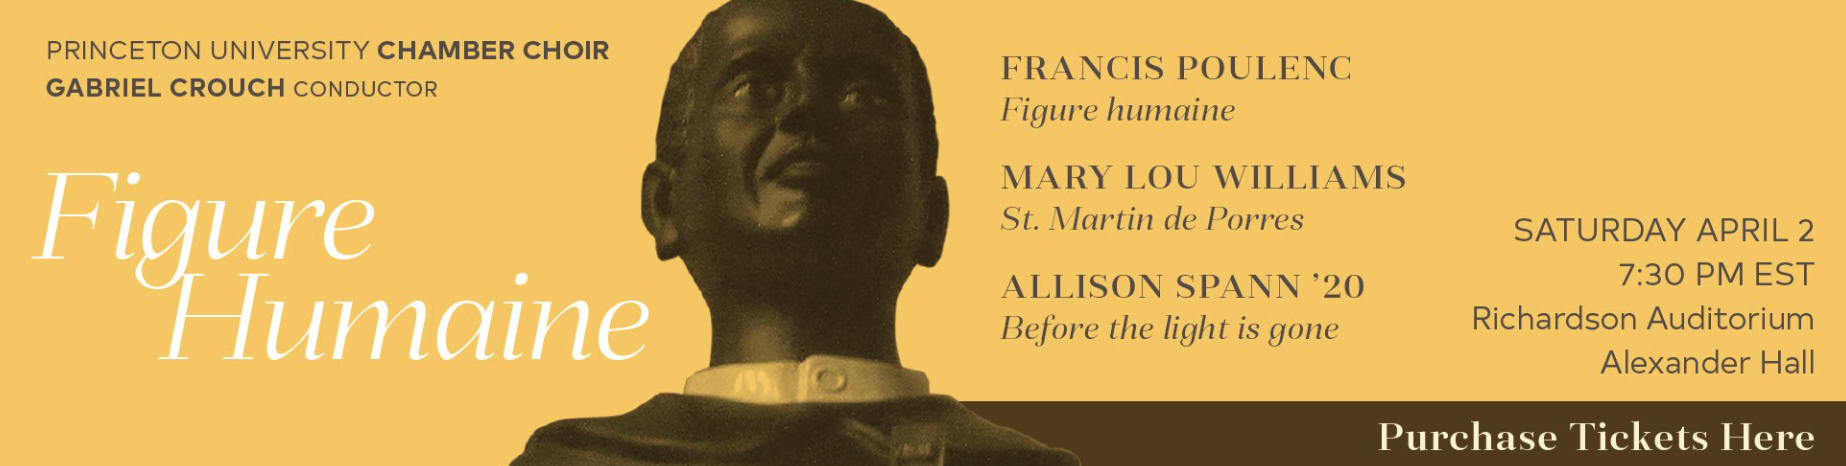 PRINCETON UNIVERSITY CHAMBER CHOIR
GABRIEL CROUCH CONDUCTOR
Figure
Humaine
FRANCIS POULENC
Figure humaine
MARY LOU WILLIAMS
St. Martin de Porres
ALLISON SPANN ’20
Before the light is gone
SATURDAY APRIL 2
7:30 PM EST
Richardson Auditorium
Alexander Hall
Purchase Tickets Here